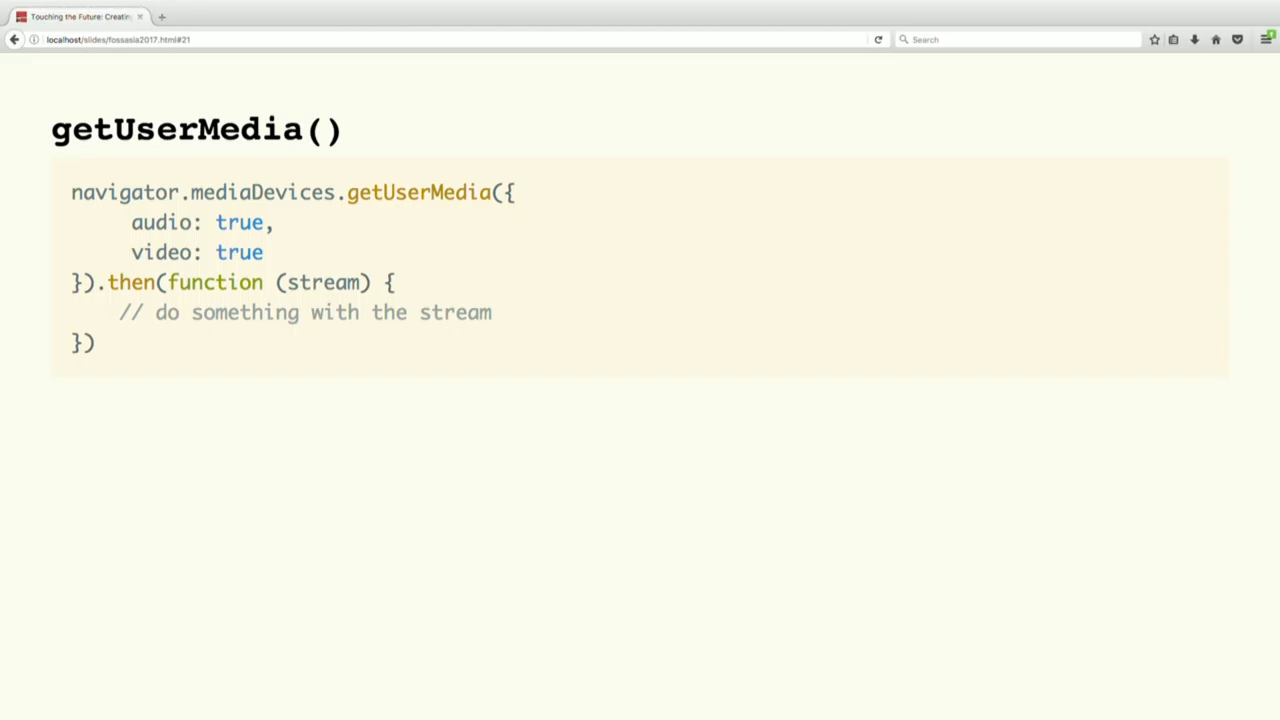 Touching the Future: Creatin
localhost/slides/fossasia2017.html#21
Search
getUserMedia()
navigator.mediaDevices.getUserMedia({
audio: true,
video: true
}).then(function (stream) {
// do something with the stream
})